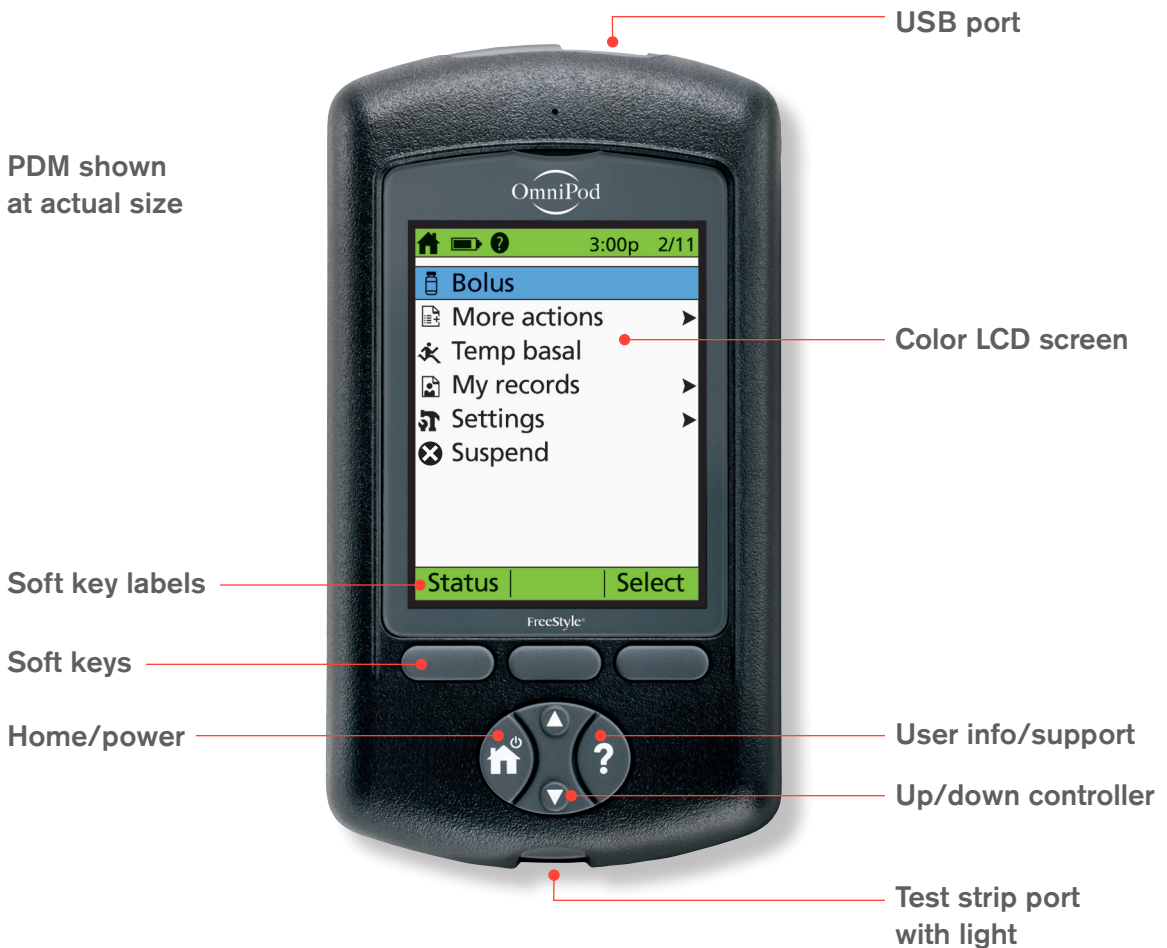 USB port
PDM shown
at actual size
OmniPod
3:00p 2/11
Bolus
More actions
Temp basal
My records
Settings
Suspend
Color LCD screen
Soft key labels
Status
Select
FreeStyle®
Soft keys
Home/power
?
User info/support
Up/down controller
Test strip port
with light